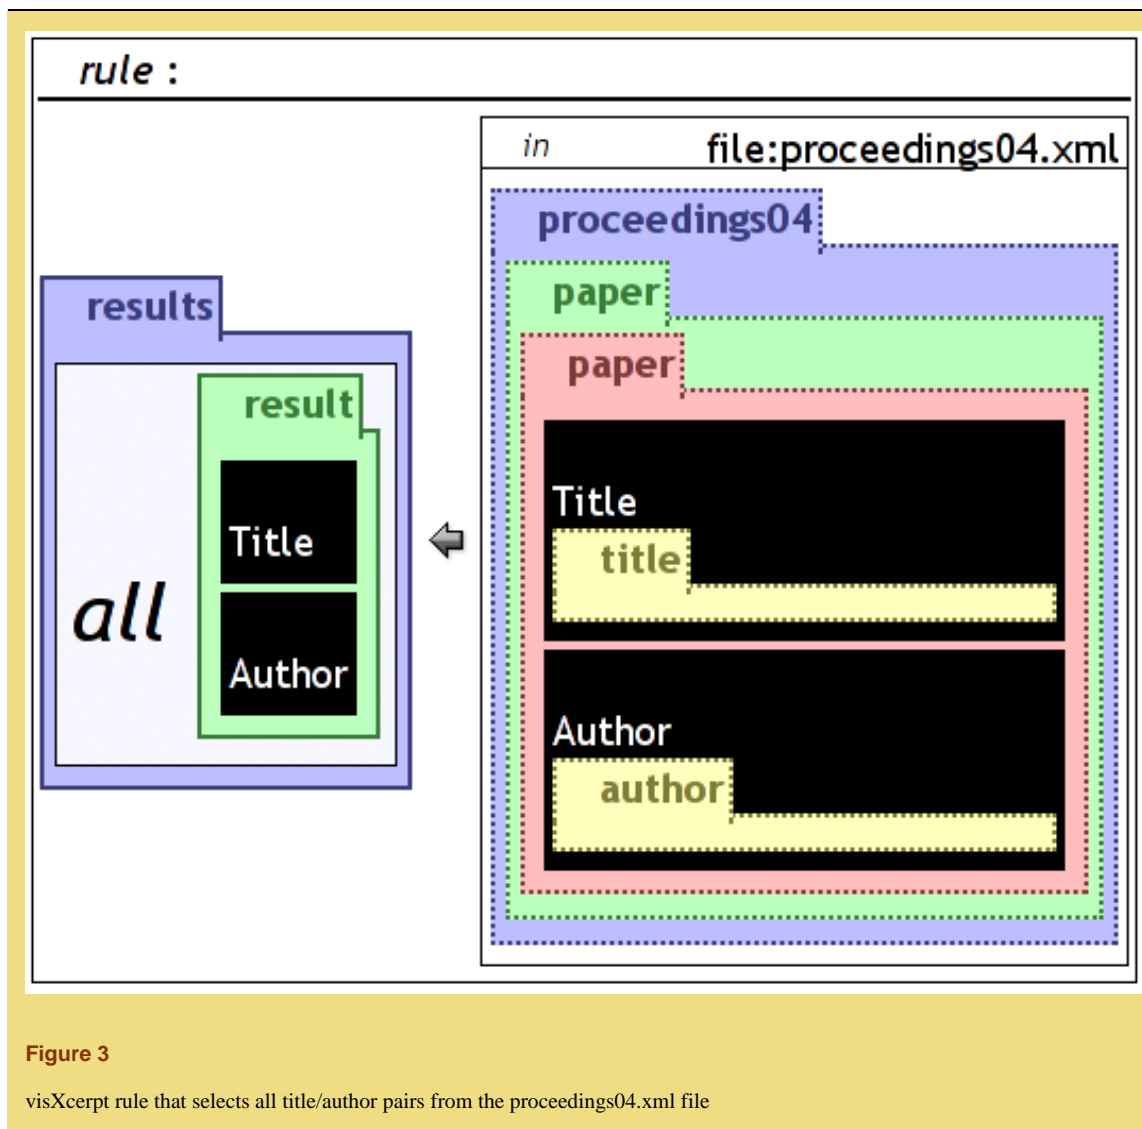 rule :
in file:proceedings04.xml
proceedings04
paper
paper
Title
title
Author
author
results
result
Title
all
Author
Figure 3
visXcerpt rule that selects all title/author pairs from the proceedings04.xml file